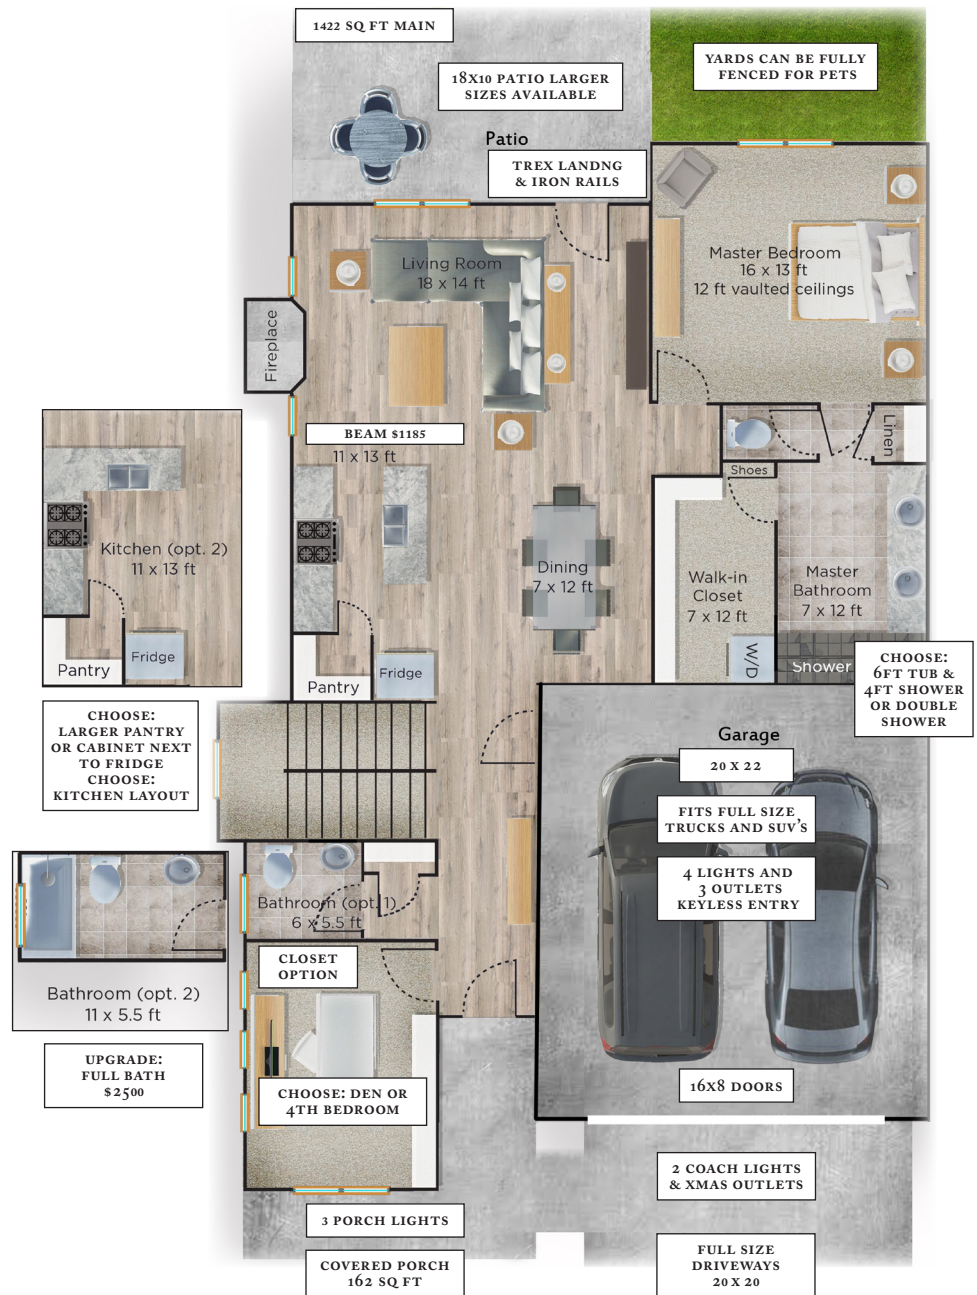 1422 SQ FT MAIN
YARDS CAN BE FULLY
FENCED FOR PETS
18X10 PATIO LARGER
SIZES AVAILABLE
Patio
TREX LANDNG
& IRON RAILS
Living Room
18 x 14 ft
Master Bedroom
16 x 13 ft
12 ft vaulted ceilings
Fireplace
BEAM $1185
11 x 13 ft
Linen
Shoes
Kitchen (opt. 2)
11 x 13 ft
Pantry
Fridge
Dining
7 x 12 ft
Walk-in
Closet
7 x 12 ft
Master
Bathroom
7 x 12 ft
W/D
Shower
Pantry
Fridge
CHOOSE:
6FT TUB &
4FT SHOWER
OR DOUBLE
SHOWER
CHOOSE:
LARGER PANTRY
OR CABINET NEXT
TO FRIDGE
CHOOSE:
KITCHEN LAYOUT
Garage
20 X 22
FITS FULL SIZE
TRUCKS AND SUV'S
4 LIGHTS AND
3 OUTLETS
KEYLESS ENTRY
Bathroom (opt. 1)
6 x 5.5 ft
CLOSET
OPTION
Bathroom (opt. 2)
11 x 5.5 ft
UPGRADE:
FULL BATH
$2500
CHOOSE: DEN OR
4TH BEDROOM
16X8 DOORS
2 COACH LIGHTS
& XMAS OUTLETS
3 PORCH LIGHTS
COVERED PORCH
162 SQ FT
FULL SIZE
DRIVEWAYS
20 X 20